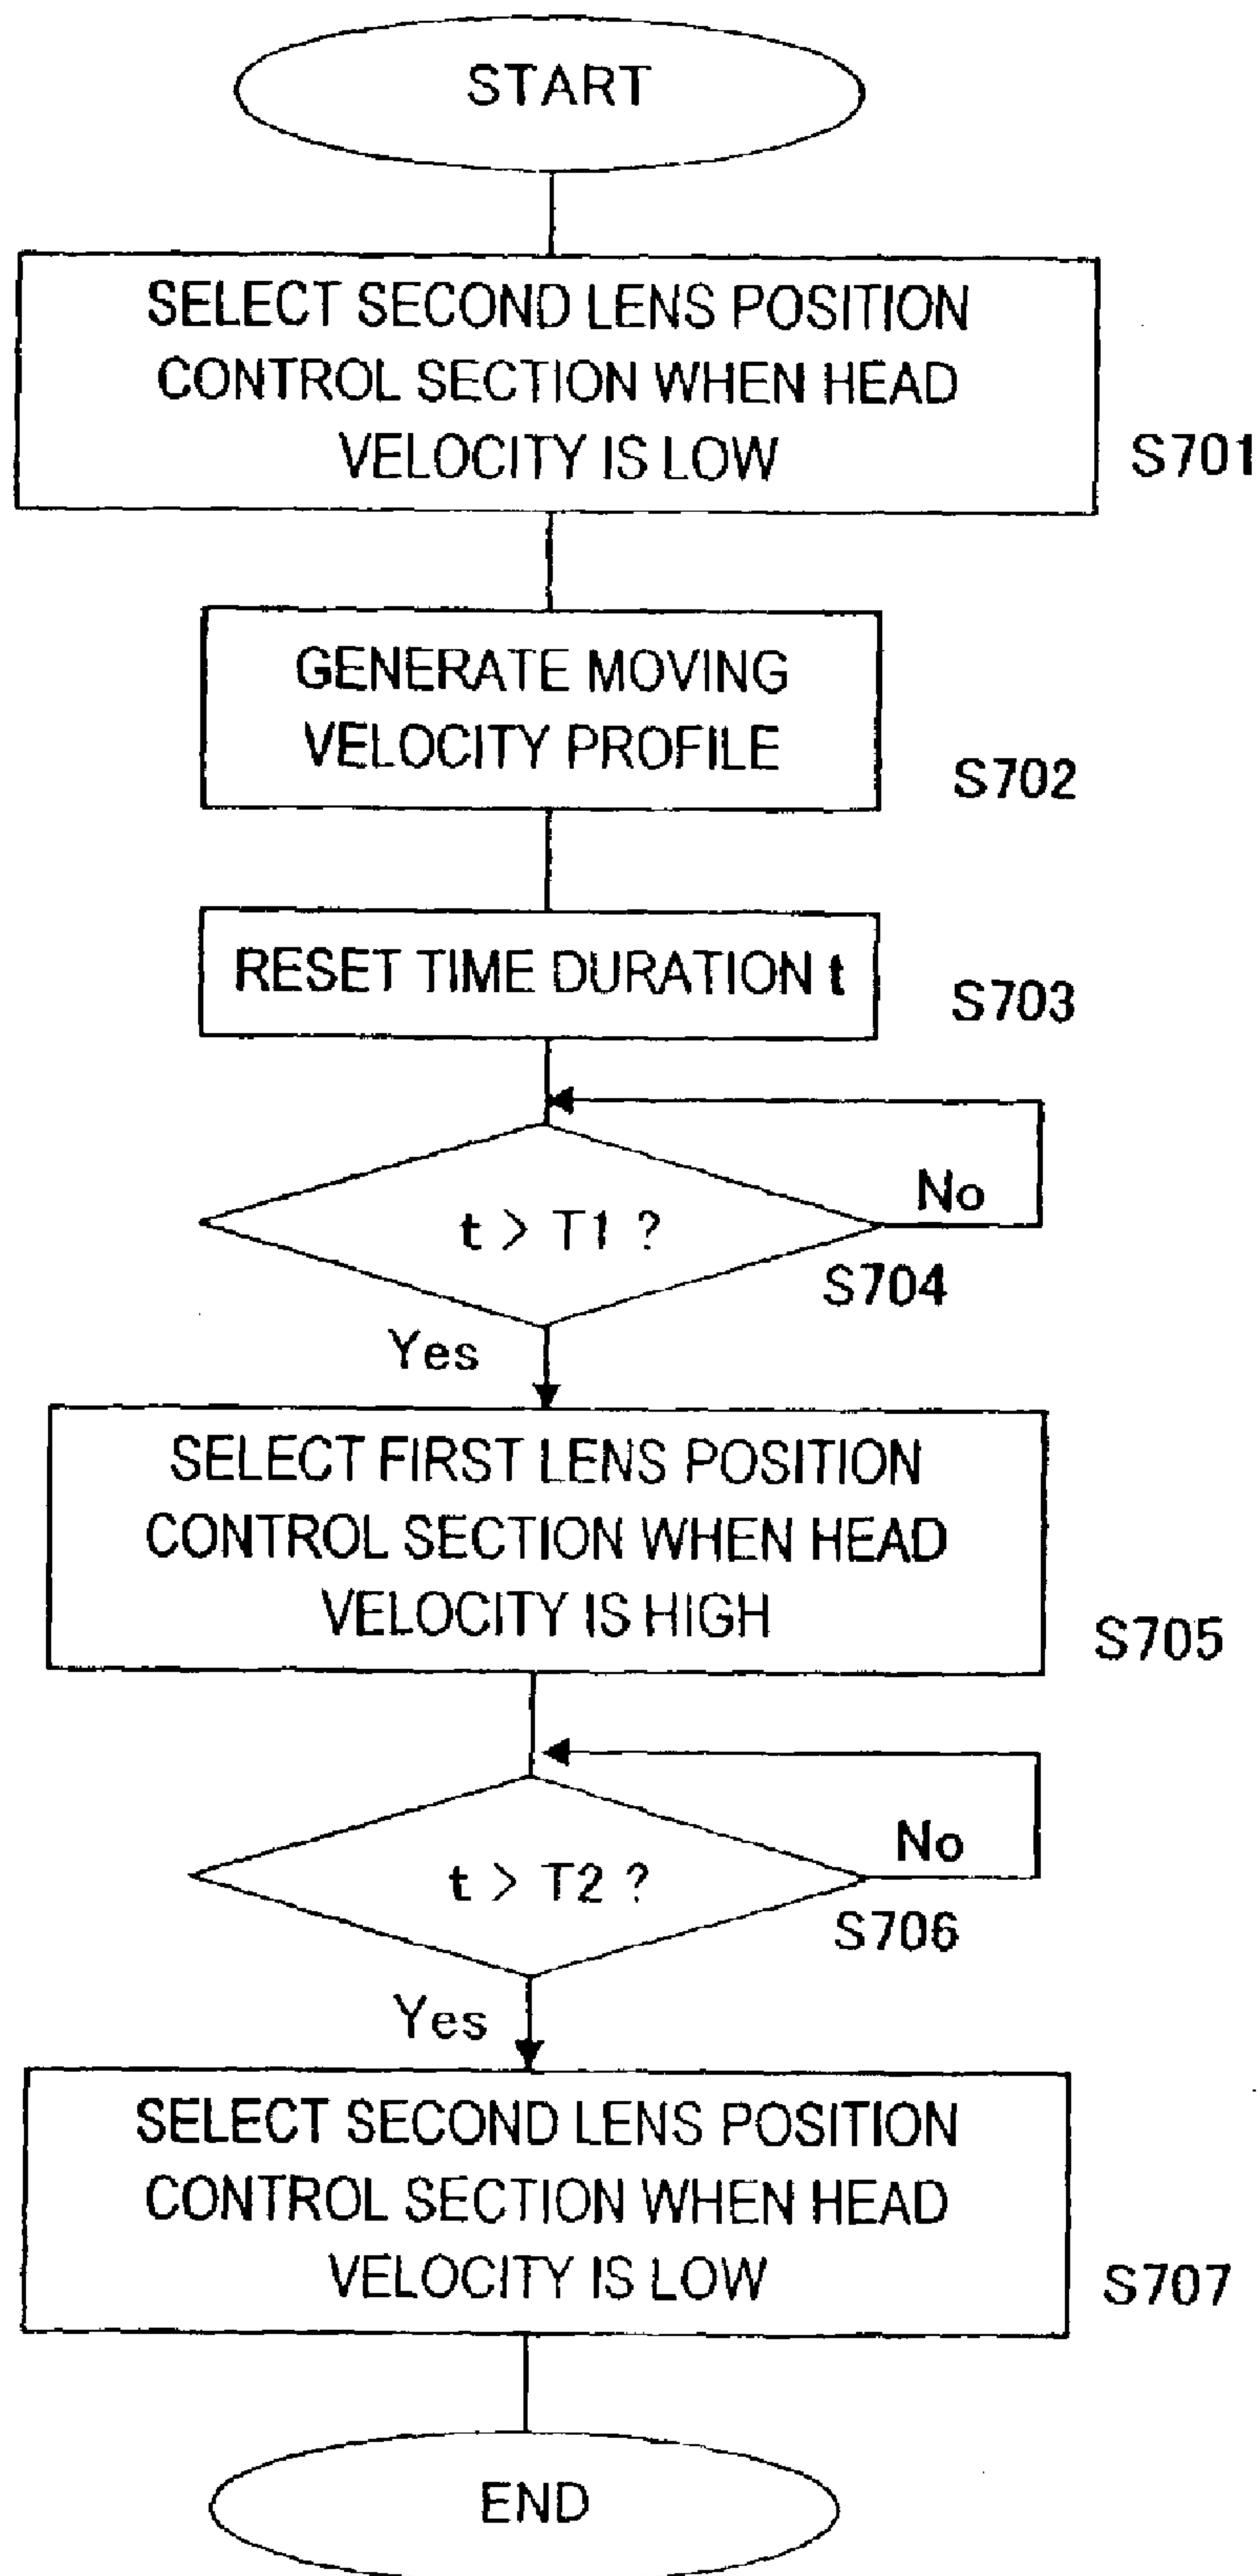 START
SELECT SECOND LENS POSITION
CONTROL SECTION WHEN HEAD
VELOCITY IS LOW
S701
GENERATE MOVING
VELOCITY PROFILE
S702
RESET TIME DURATION t
S703
No
t > T1 ?
S704
Yes
SELECT FIRST LENS POSITION
CONTROL SECTION WHEN HEAD
VELOCITY IS HIGH
S705
No
t > T2 ?
S706
Yes
SELECT SECOND LENS POSITION
CONTROL SECTION WHEN HEAD
VELOCITY IS LOW
S707
END